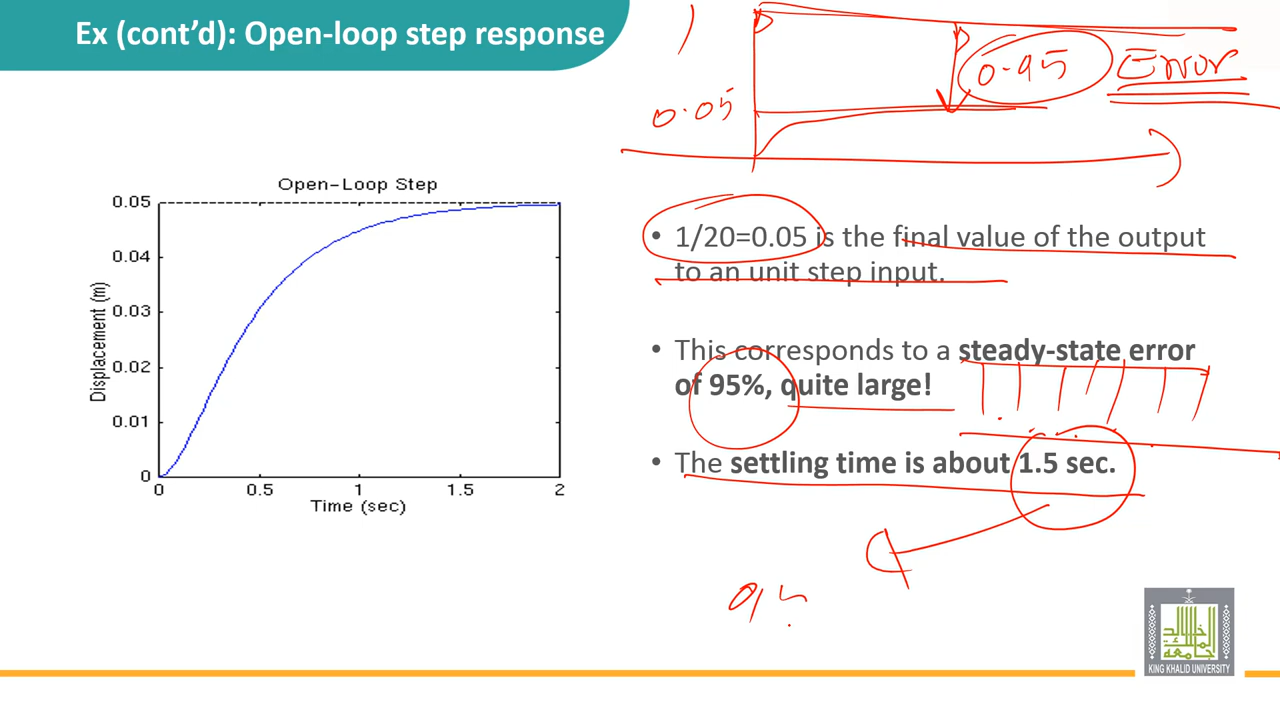 Ex (cont'd): Open-loop step response
1
0.95 Error
0.05
Open-Loop Step
0.05
0.04
0.03
0.02
0.01
0
Displacement (m)
0 0.5 1 1.5 2
Time (sec)
• 1/20=0.05 is the final value of the output
to an unit step input.
• This corresponds to a steady-state error
of 95%, quite large!
• The settling time is about 1.5 sec.
KING KHALID UNIVERSITY